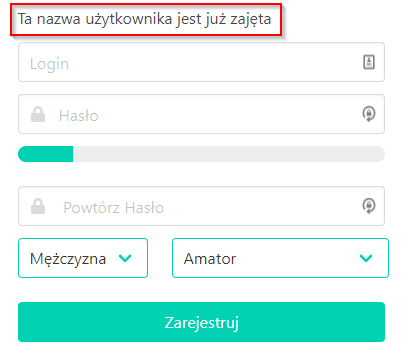 Ta nazwa użytkownika jest już zajęta
Login
Hasło
Powtórz Hasło
Mężczyzna Amator
Zarejestruj